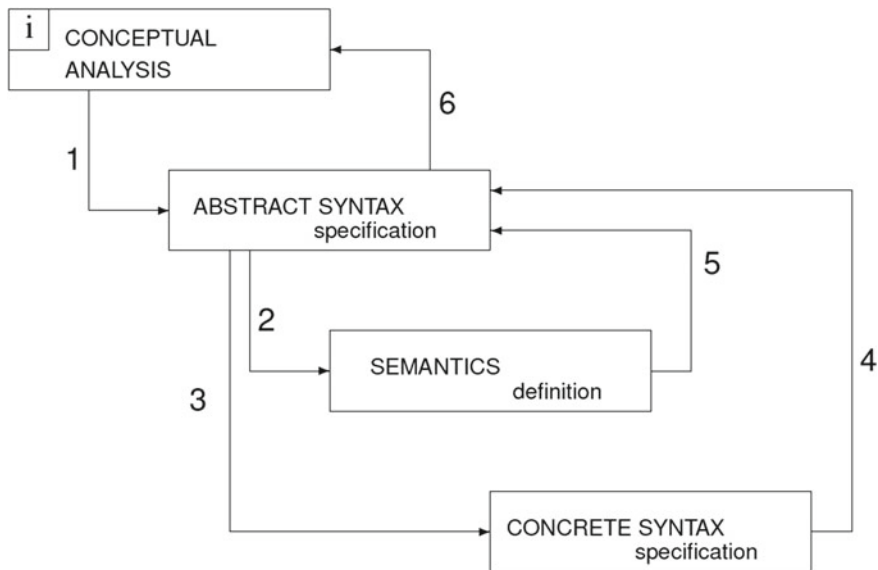 i
CONCEPTUAL
ANALYSIS
6
1
ABSTRACT SYNTAX
specification
5
2
SEMANTICS
definition
4
3
CONCRETE SYNTAX
specification